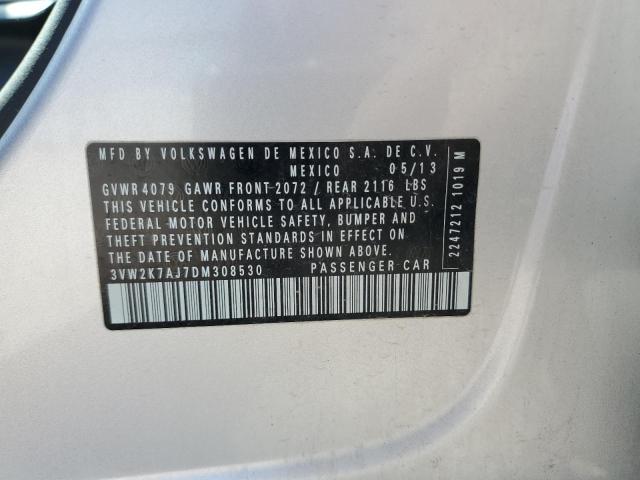 MFD BY VOLKSWAGEN DE MEXICO S.A. DE C.V.
MEXICO 05/13
GVWR 4079 GAWR FRONT 2072 / REAR 2116 LBS
THIS VEHICLE CONFORMS TO ALL APPLICABLE U.S.
FEDERAL MOTOR VEHICLE SAFETY, BUMPER AND
THEFT PREVENTION STANDARDS IN EFFECT ON
THE DATE OF MANUFACTURE SHOWN ABOVE.
3VW2K7AJ7DM308530 PASSENGER CAR
2247212 1019 M